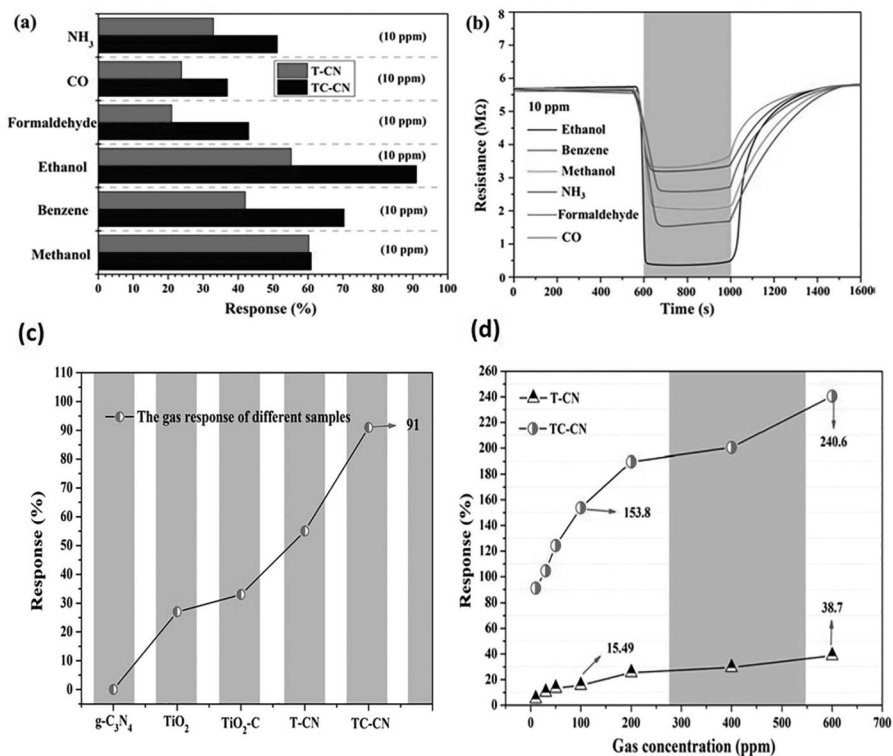 (a)
NH3
CO
Formaldehyde
Ethanol
Benzene
Methanol
T-CN
TC-CN
(10 ppm)
(10 ppm)
(10 ppm)
(10 ppm)
(10 ppm)
(10 ppm)
0 10 20 30 40 50 60 70 80 90 100
Response (%)
(b)
Resistance (MΩ)
8
7
6
5
4
3
2
1
0
10 ppm
Ethanol
Benzene
Methanol
NH3
Formaldehyde
CO
0 200 400 600 800 1000 1200 1400 1600
Time (s)
(c)
Response (%)
110
100
90
80
70
60
50
40
30
20
10
0
The gas response of different samples
91
g-C3N4 TiO2 TiO2-C T-CN TC-CN
(d)
Response (%)
260
240
220
200
180
160
140
120
100
80
60
40
20
0
T-CN
TC-CN
240.6
153.8
38.7
15.49
0 100 200 300 400 500 600 700
Gas concentration (ppm)